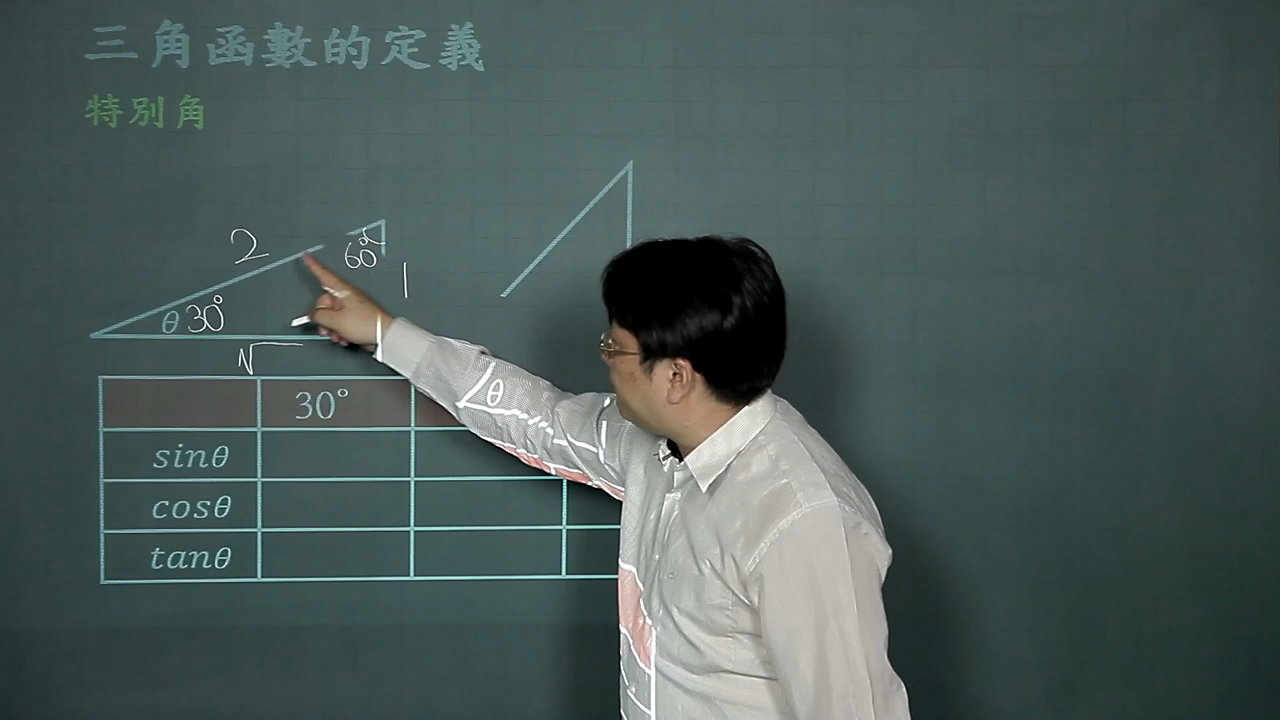 三角函數的定義
特別角
2
60°
1
θ 30°
√
30°
θ
sinθ
cosθ
tanθ